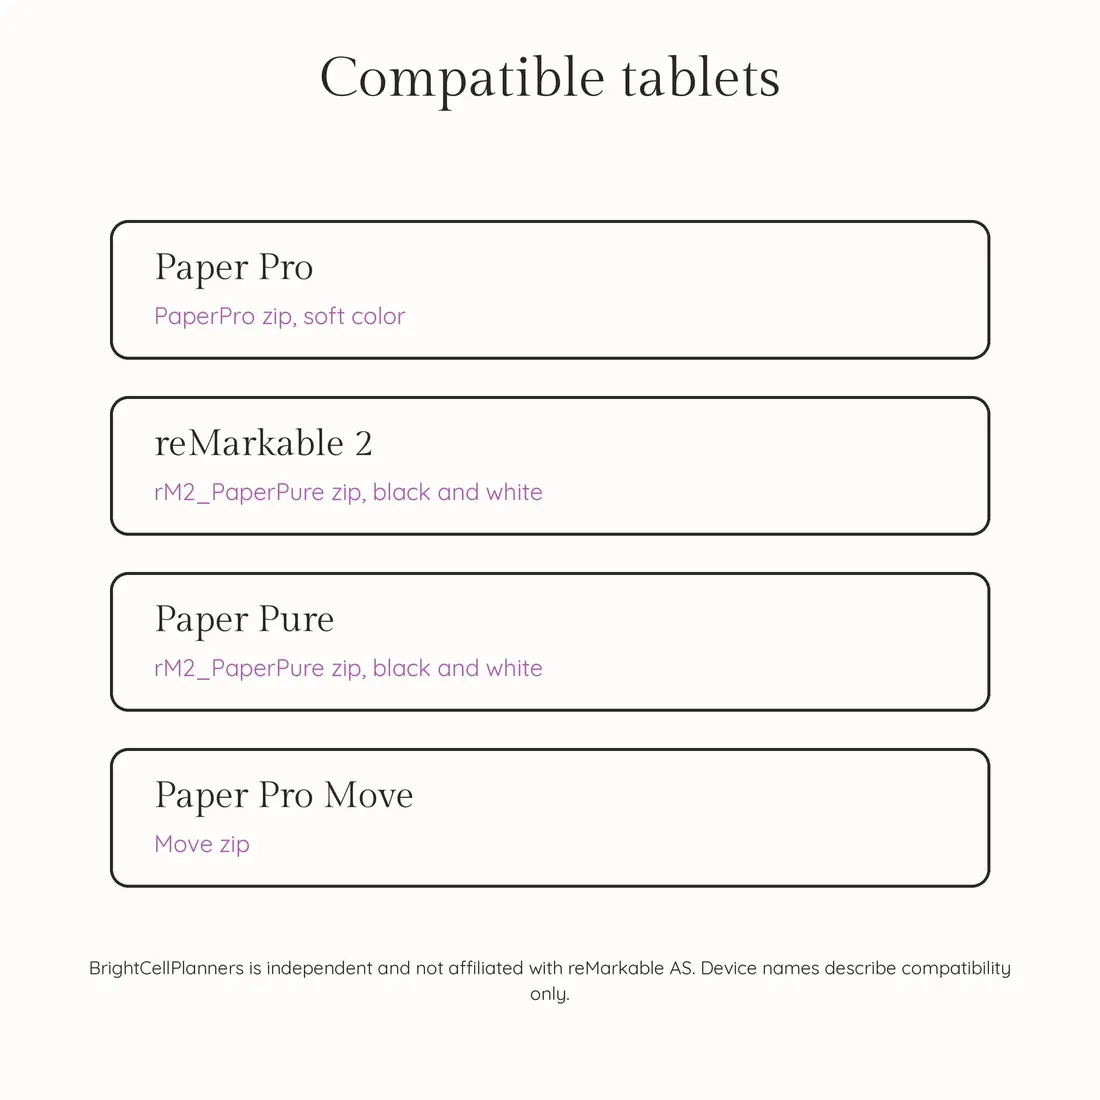 Compatible tablets
Paper Pro
PaperPro zip, soft color
reMarkable 2
rM2_PaperPure zip, black and white
Paper Pure
rM2_PaperPure zip, black and white
Paper Pro Move
Move zip
BrightCellPlanners is independent and not affiliated with reMarkable AS. Device names describe compatibility
only.